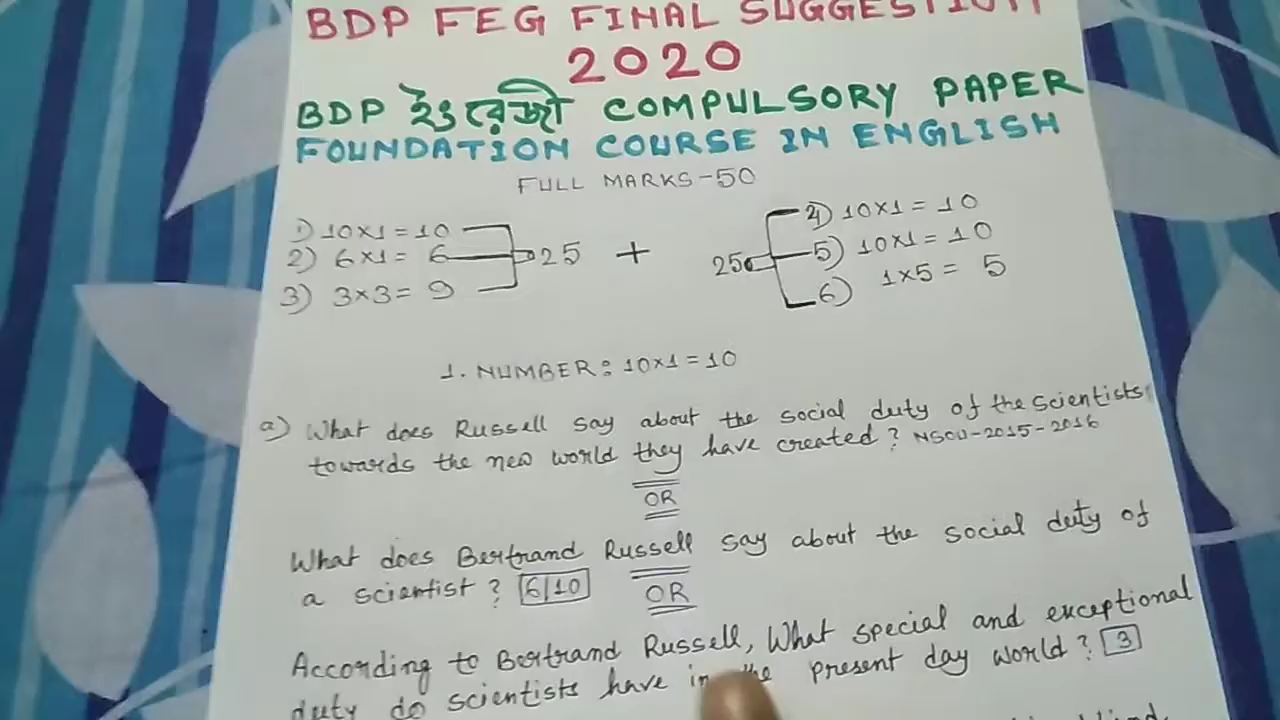 BDP FEG FINAL SUGGESTION
2020
BDP ইংরেজী COMPULSORY PAPER
FOUNDATION COURSE IN ENGLISH
FULL MARKS-50
1) 10×1 = 10
2) 6×1 = 6
3) 3×3 = 9
25 +
25
4) 10×1 = 10
5) 10×1 = 10
6) 1×5 = 5
1. NUMBER: 10×1 = 10
a) What does Russell say about the social duty of the scientists
towards the new world they have created? NSOU-2015-2016
OR
What does Bertrand Russell say about the social duty of
a scientist? 6/10
OR
According to Bertrand Russell, What special and exceptional
duty do scientists have in the present day world? 3